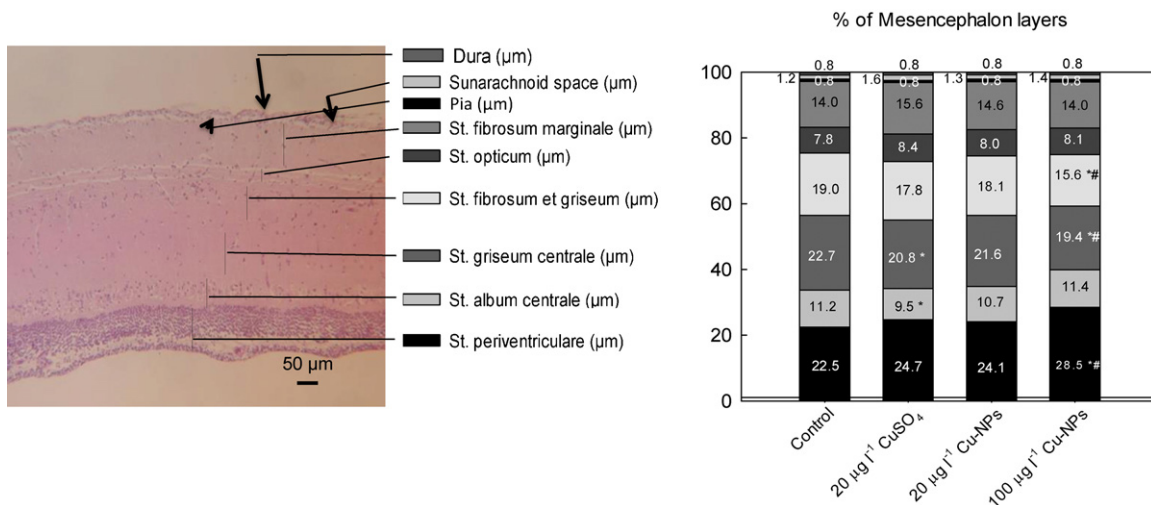 Dura (µm)
Sunarachnoid space (µm)
Pia (µm)
St. fibrosum marginale (µm)
St. opticum (µm)
St. fibrosum et griseum (µm)
St. griseum centrale (µm)
St. album centrale (µm)
St. periventriculare (µm)
50 µm
% of Mesencephalon layers
0.8 0.8 0.8 0.8
100
1.2 0.8 1.6 0.8 1.3 0.8 1.4 0.8
14.0 15.6 14.6 14.0
80
7.8 8.4 8.0 8.1
19.0 17.8 18.1 15.6 *#
60
22.7 20.8 * 21.6 19.4 *#
40
11.2 9.5 * 10.7 11.4
20
22.5 24.7 24.1 28.5 *#
0
Control
20 µg l⁻¹ CuSO₄
20 µg l⁻¹ Cu-NPs
100 µg l⁻¹ Cu-NPs